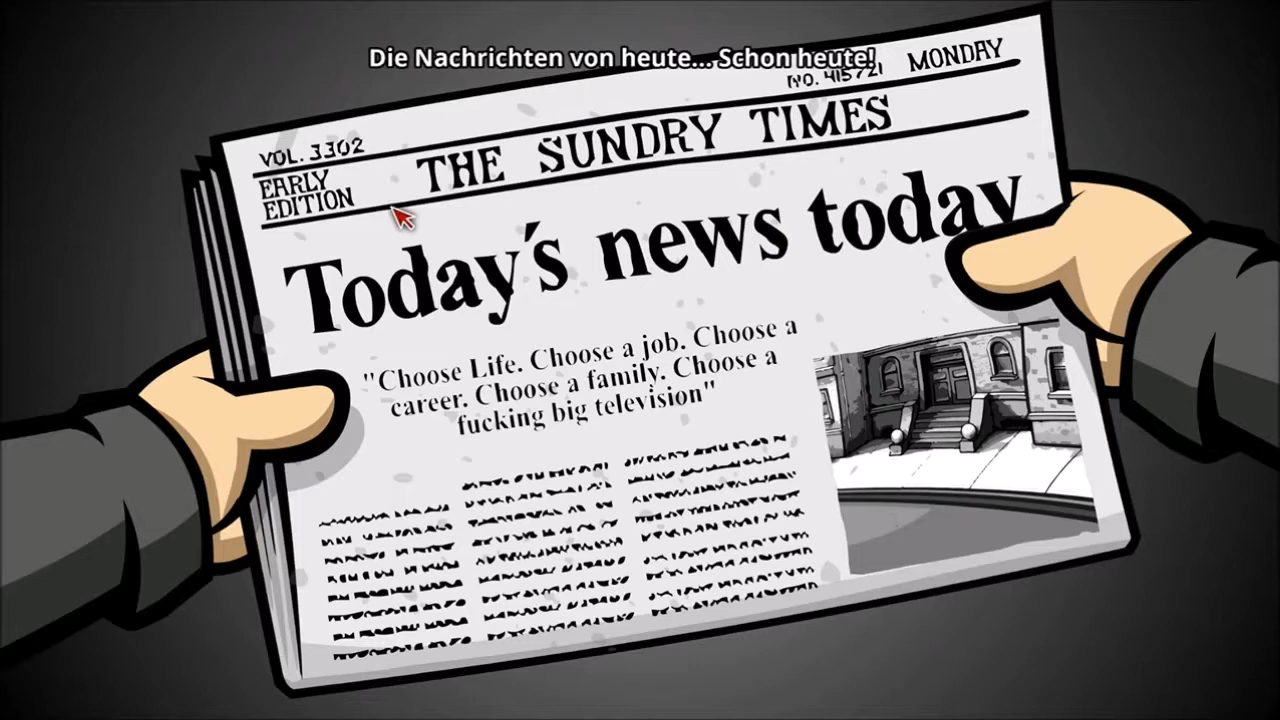 Die Nachrichten von heute... Schon heute!
NO. 415721 MONDAY
VOL. 3302
THE SUNDRY TIMES
EARLY
EDITION
Today's news today
"Choose Life. Choose a job. Choose a
career. Choose a family. Choose a
fucking big television"